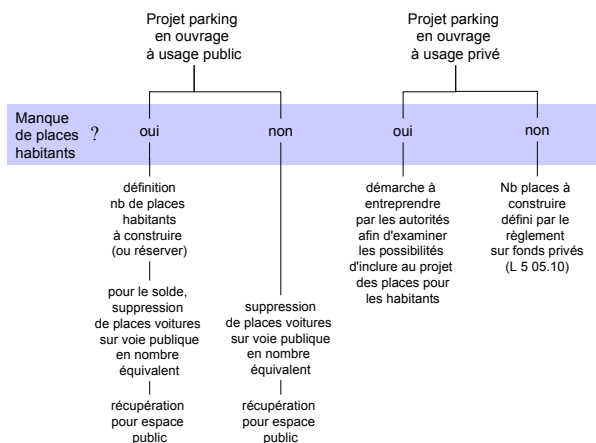 Projet parking
en ouvrage
à usage public
Projet parking
en ouvrage
à usage privé
Manque
de places
habitants
?
oui
non
oui
non
définition
nb de places
habitants
à construire
(ou réserver)
pour le solde,
suppression
de places voitures
sur voie publique
en nombre
équivalent
récupération
pour espace
public
suppression
de places voitures
sur voie publique
en nombre
équivalent
récupération
pour espace
public
démarche à
entreprendre
par les autorités
afin d'examiner
les possibilités
d'inclure au projet
des places pour
les habitants
Nb places à
construire
défini par le
règlement
sur fonds privés
(L 5 05.10)